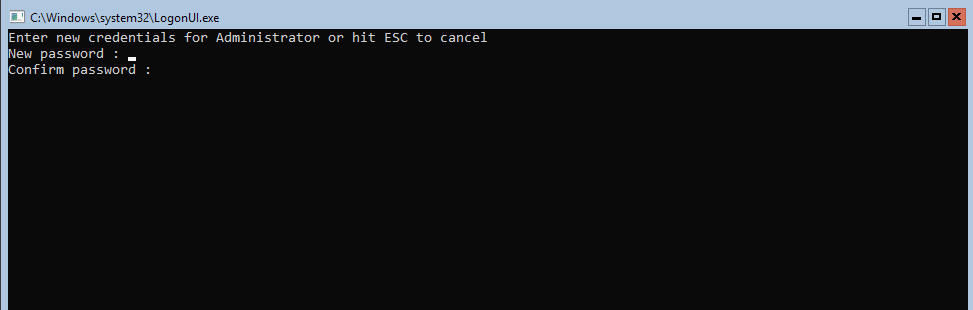 C:\Windows\system32\LogonUI.exe
Enter new credentials for Administrator or hit ESC to cancel
New password :
Confirm password :